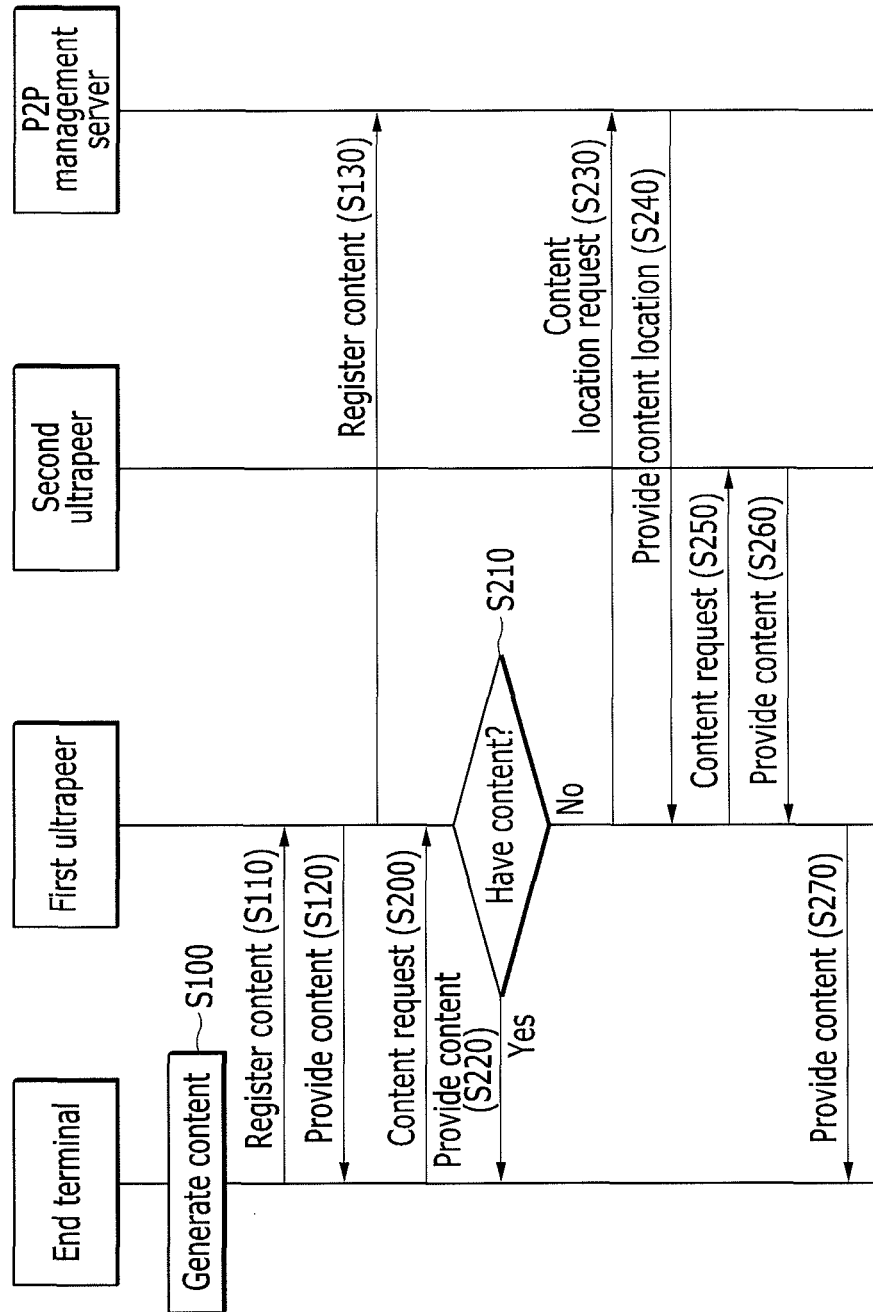 End terminal
First ultrapeer
Second
ultrapeer
P2P
management
server
Generate content
S100
Register content (S110)
Provide content (S120)
Register content (S130)
Content request (S200)
Have content?
S210
Provide content
(S220)
Yes
No
Content
location request (S230)
Provide content location (S240)
Content request (S250)
Provide content (S260)
Provide content (S270)